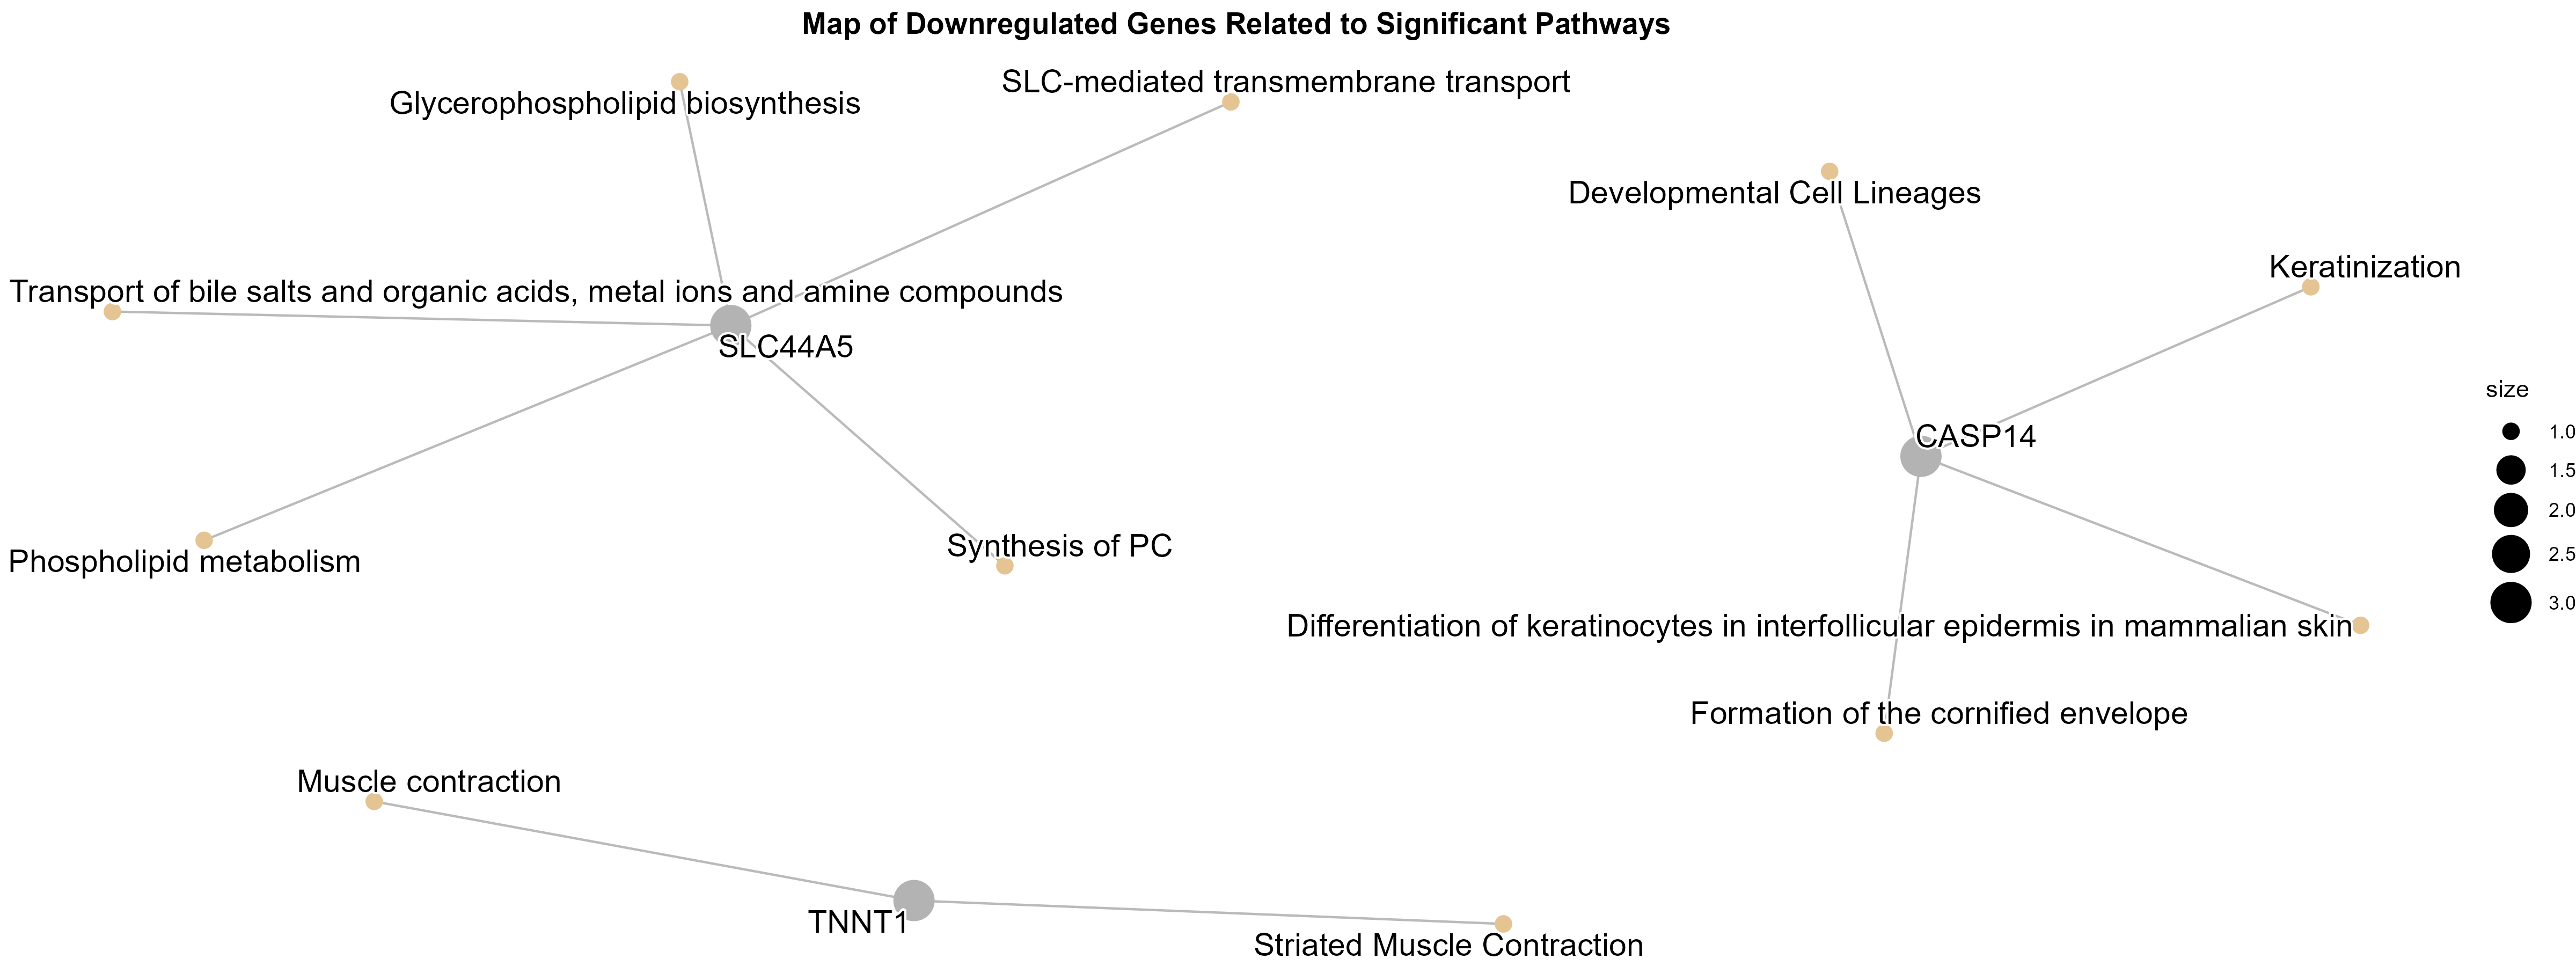 Map of Downregulated Genes Related to Significant Pathways
Glycerophospholipid biosynthesis
SLC-mediated transmembrane transport
Developmental Cell Lineages
Keratinization
Transport of bile salts and organic acids, metal ions and amine compounds
SLC44A5
CASP14
Synthesis of PC
Phospholipid metabolism
Differentiation of keratinocytes in interfollicular epidermis in mammalian skin
Formation of the cornified envelope
Muscle contraction
TNNT1
Striated Muscle Contraction
size
1.0
1.5
2.0
2.5
3.0